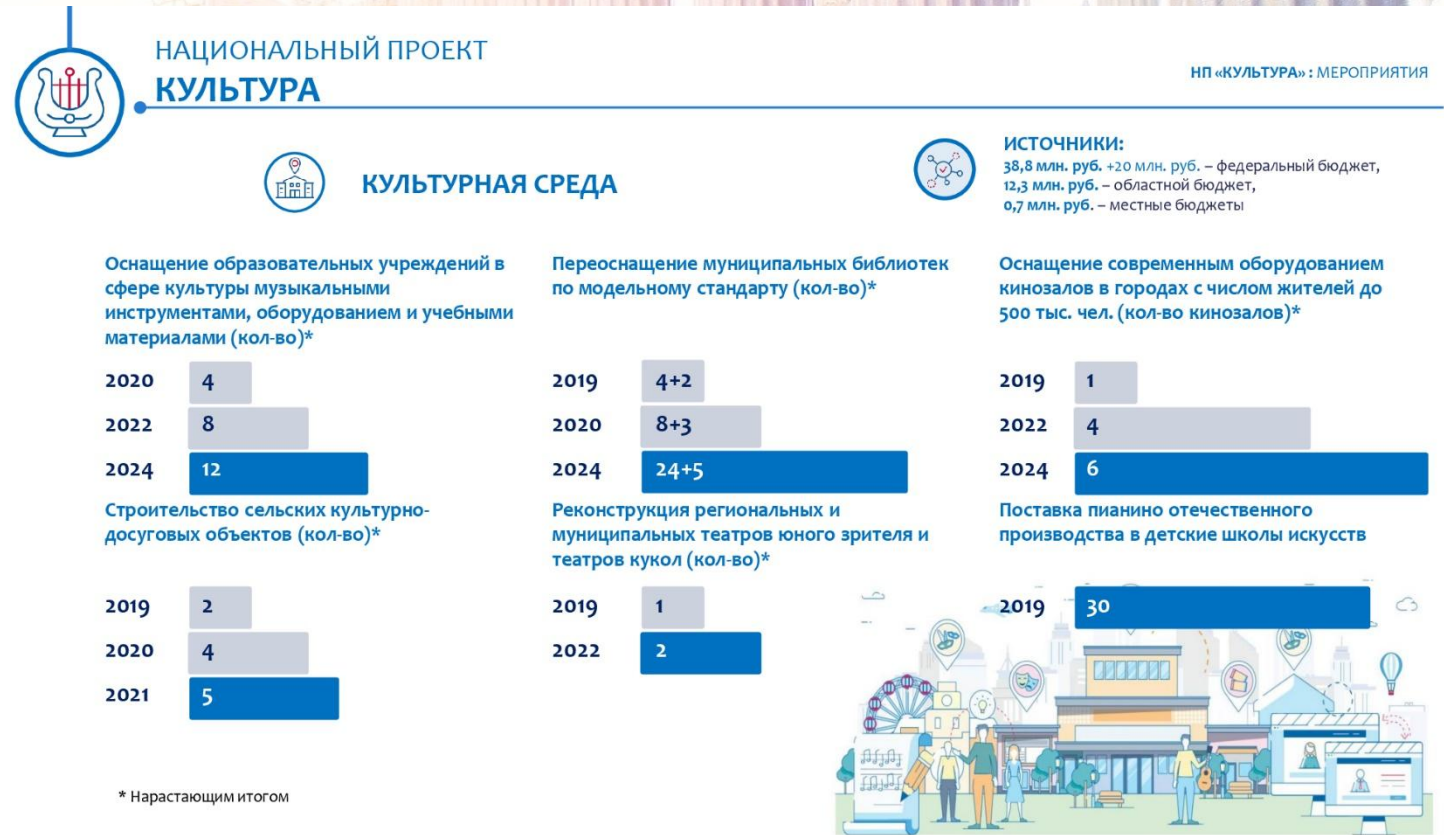 НАЦИОНАЛЬНЫЙ ПРОЕКТ
КУЛЬТУРА
НП «КУЛЬТУРА» : МЕРОПРИЯТИЯ
КУЛЬТУРНАЯ СРЕДА
ИСТОЧНИКИ:
38,8 млн. руб. +20 млн. руб. – федеральный бюджет,
12,3 млн. руб. – областной бюджет,
0,7 млн. руб. – местные бюджеты
Оснащение образовательных учреждений в
сфере культуры музыкальными
инструментами, оборудованием и учебными
материалами (кол-во)*
2020 4
2022 8
2024 12
Переоснащение муниципальных библиотек
по модельному стандарту (кол-во)*
2019 4+2
2020 8+3
2024 24+5
Оснащение современным оборудованием
кинозалов в городах с числом жителей до
500 тыс. чел. (кол-во кинозалов)*
2019 1
2022 4
2024 6
Строительство сельских культурно-
досуговых объектов (кол-во)*
2019 2
2020 4
2021 5
Реконструкция региональных и
муниципальных театров юного зрителя и
театров кукол (кол-во)*
2019 1
2022 2
Поставка пианино отечественного
производства в детские школы искусств
2019 30
* Нарастающим итогом